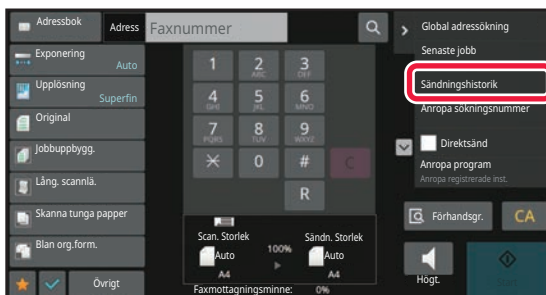 Adressbok
Adress
Faxnummer
Global adressökning
Senaste jobb
Sändningshistorik
Anropa sökningsnummer
Direktsänd
Anropa program
Anropa registrerade inst.
Exponering
Auto
Upplösning
Superfin
Original
Jobbuppbygg.
Lång. scannlä.
Skanna tunga papper
Blan org.form.
Övrigt
1
2
ABC
3
DEF
4
GHI
5
JKL
6
MNO
7
PQRS
8
TUV
9
WXYZ
0
#
C
R
Scan. Storlek
100%
Sändn. Storlek
Auto
A4
Auto
A4
Faxmottagningsminne: 0%
Förhandsgr.
CA
Högt.
Start